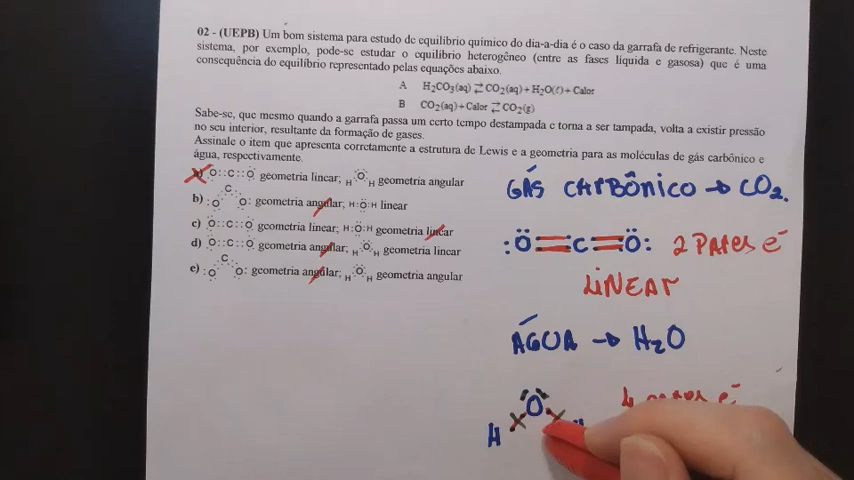 02 - (UEPB) Um bom sistema para estudo de equilíbrio químico do dia-a-dia é o caso da garrafa de refrigerante. Neste
sistema, por exemplo, pode-se estudar o equilíbrio heterogêneo (entre as fases líquida e gasosa) que é uma
consequência do equilíbrio representado pelas equações abaixo.
A H₂CO₃(aq) ⇄ CO₂(aq) + H₂O(ℓ) + Calor
B CO₂(aq) + Calor ⇄ CO₂(g)
Sabe-se, que mesmo quando a garrafa passa um certo tempo destampada e torna a ser tampada, volta a existir pressão
no seu interior, resultante da formação de gases.
Assinale o item que apresenta corretamente a estrutura de Lewis e a geometria para as moléculas de gás carbônico e
água, respectivamente.
a) O::C::O geometria linear; H O H geometria angular
b) :O C O: geometria angular; H:O:H linear
c) O::C::O geometria linear; H:O:H geometria linear
d) O::C::O geometria angular; H O H geometria linear
e) :O C O: geometria angular; H O H geometria angular
GÁS CARBÔNICO → CO₂.
:Ö=C=Ö: 2 PARES é
LINEAR
ÁGUA → H₂O
4 PARES é
H O